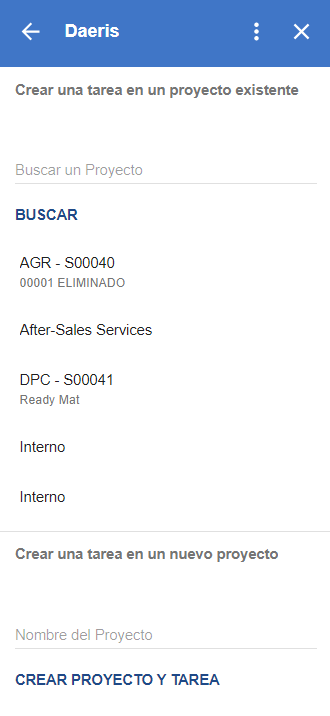 Daeris
Crear una tarea en un proyecto existente
Buscar un Proyecto
BUSCAR
AGR - S00040
00001 ELIMINADO
After-Sales Services
DPC - S00041
Ready Mat
Interno
Interno
Crear una tarea en un nuevo proyecto
Nombre del Proyecto
CREAR PROYECTO Y TAREA